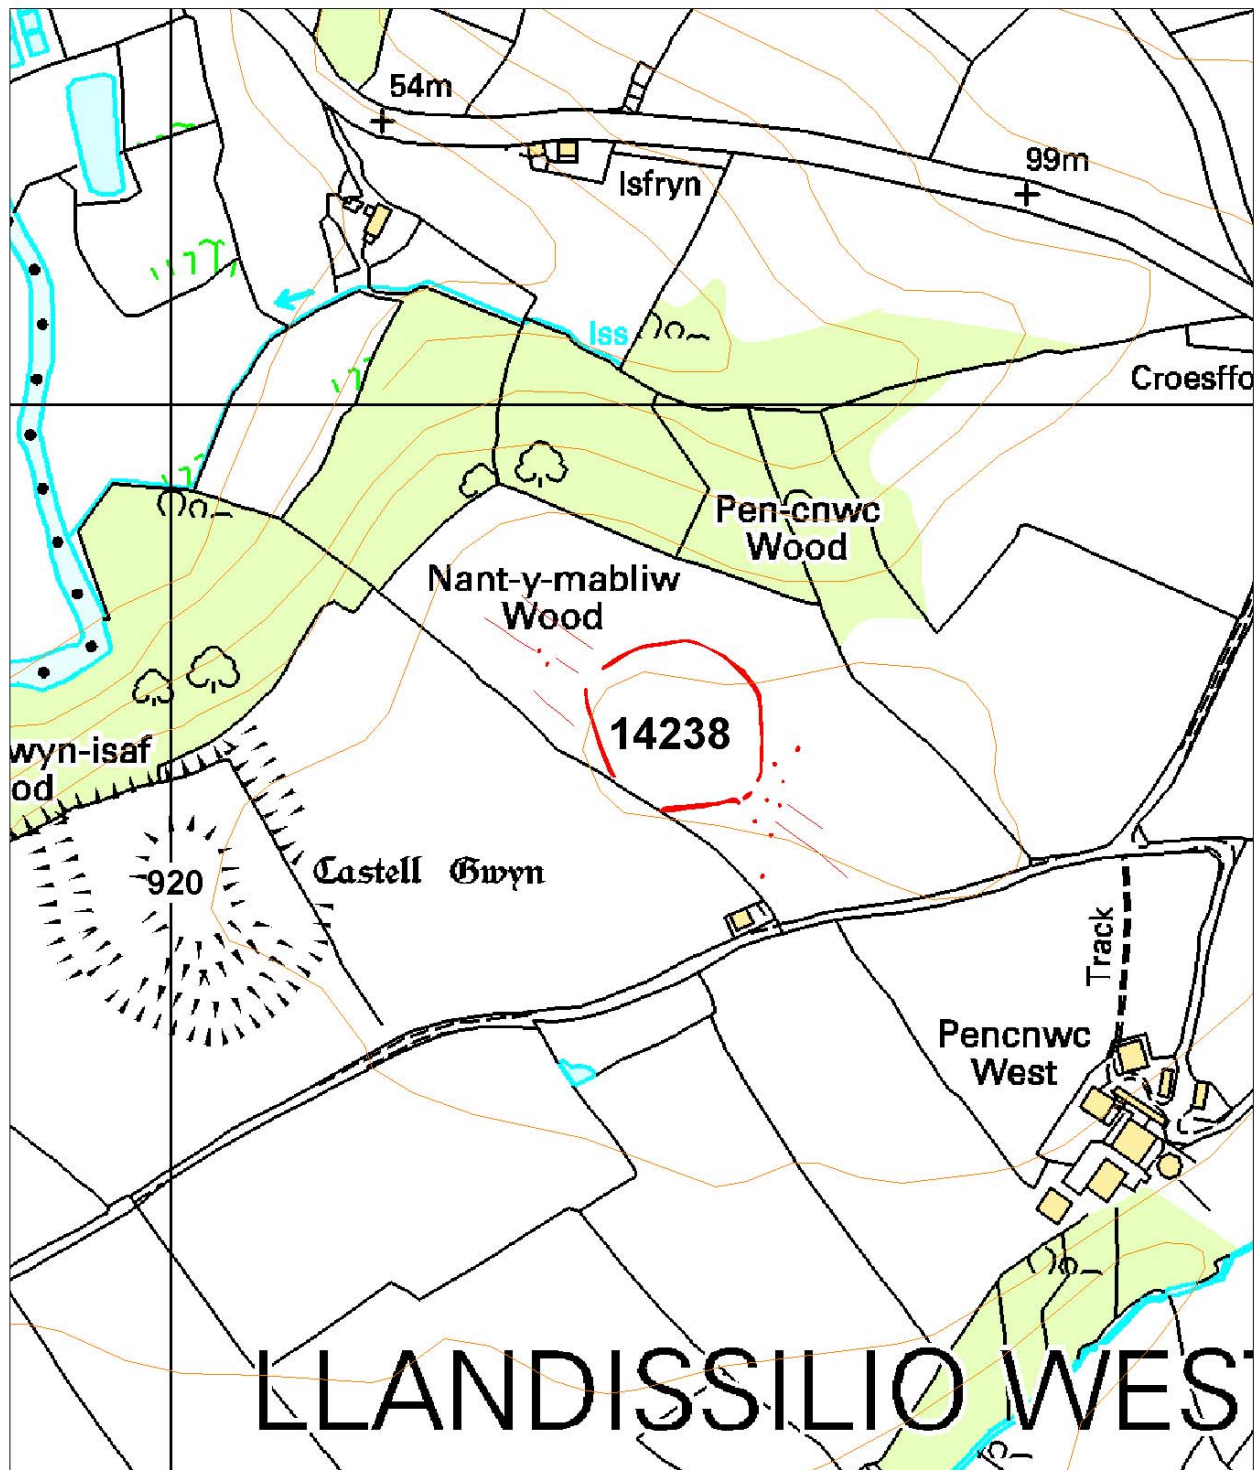 54m
99m
Isfryn
Iss
Croesffo
Pen-cnwc
Wood
Nant-y-mabliw
Wood
14238
wyn-isaf
od
920
Castell Gwyn
Track
Pencnwc
West
LLANDISSILIO WEST